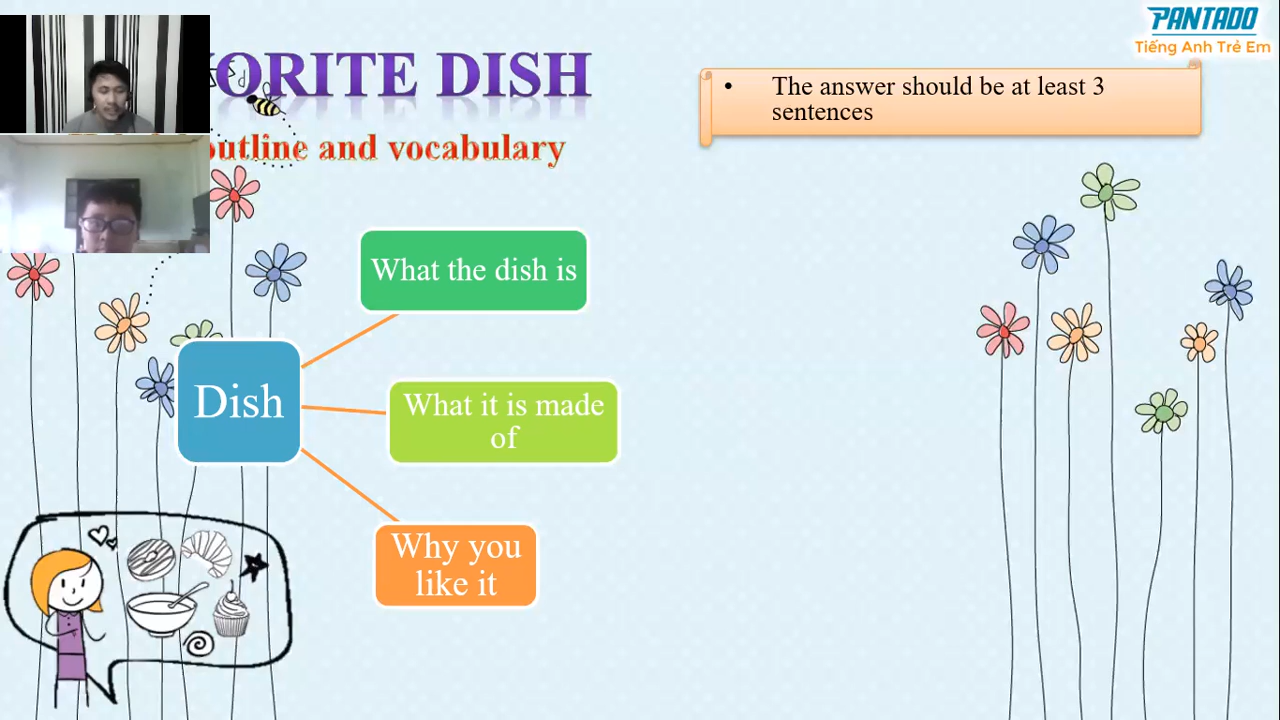 PANTADO
Tiếng Anh Trẻ Em
ORITE DISH
outline and vocabulary
• The answer should be at least 3
sentences
What the dish is
Dish
What it is made
of
Why you
like it